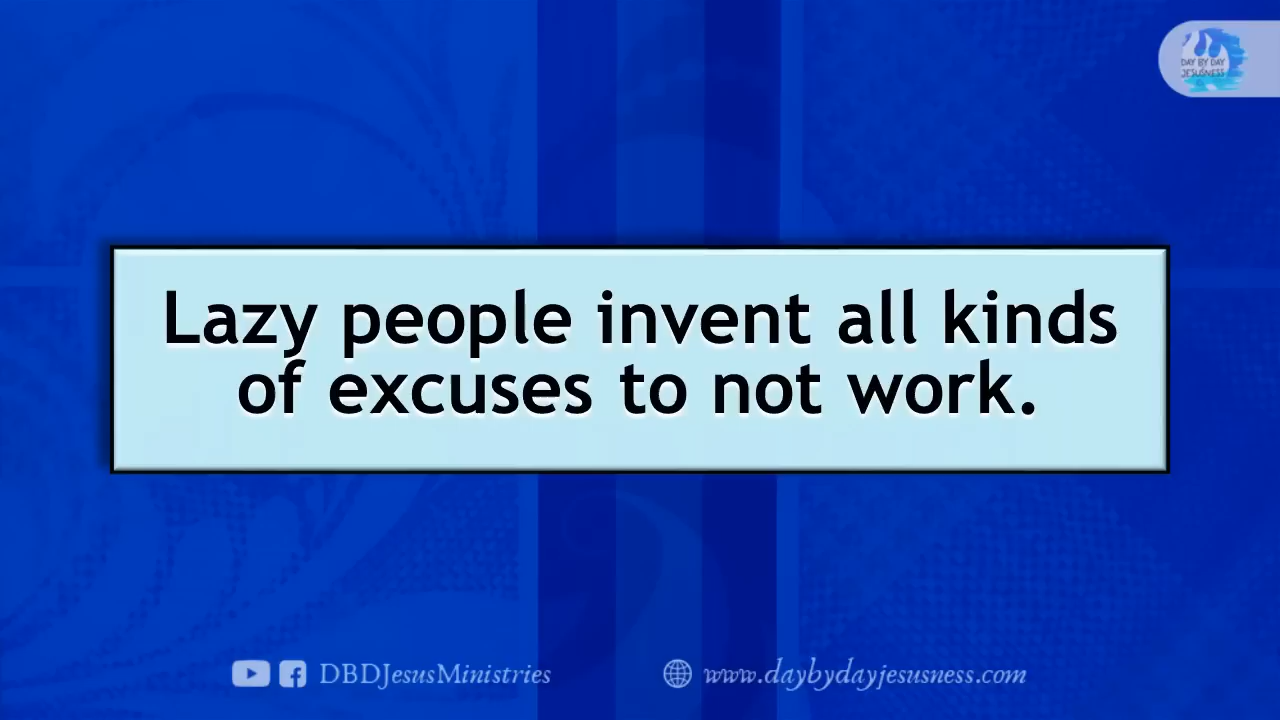 DAY BY DAY
JESUSNESS
Lazy people invent all kinds
of excuses to not work.
DBDJesusMinistries
www.daybydayjesusness.com